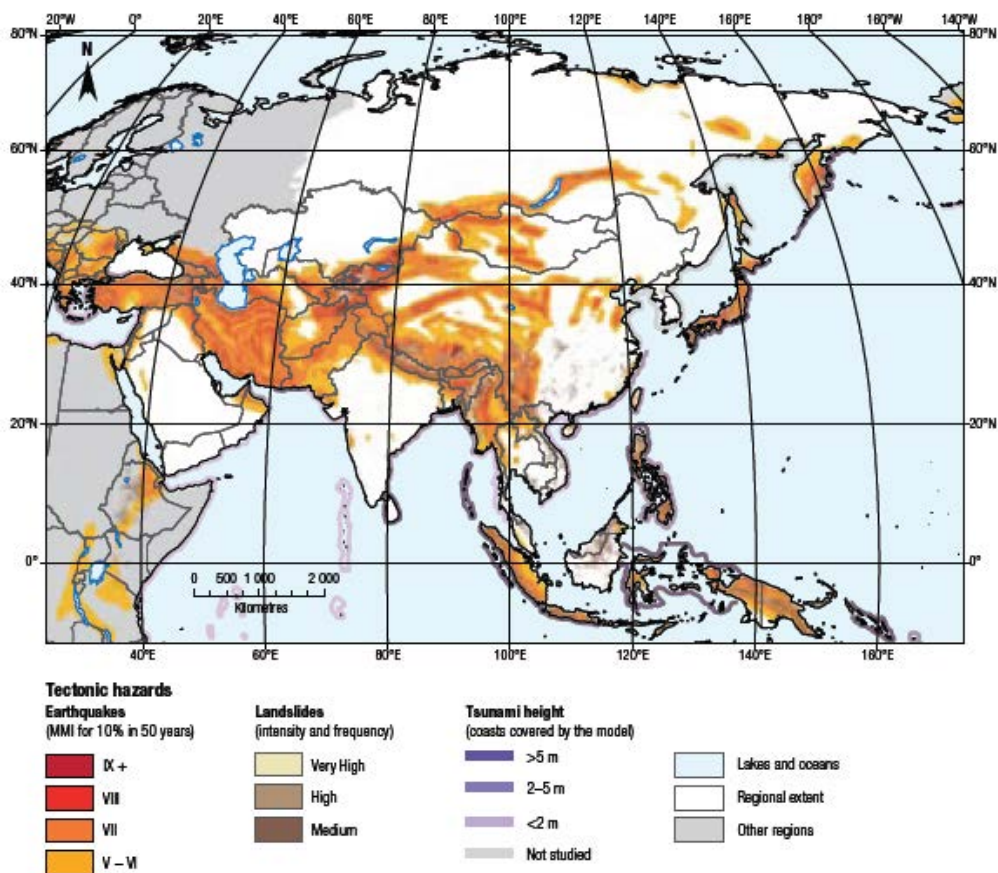 20°W 0° 20°E 40°E 60°E 80°E 100°E 120°E 140°E 160°E 180° 160°W 140°W
80°N 80°N
N
60°N 60°N
40°N 40°N
20°N 20°N
0° 0°
0 500 1 000 2 000
Kilometres
40°E 60°E 80°E 100°E 120°E 140°E 160°E
Tectonic hazards
Earthquakes
(MMI for 10% in 50 years)
IX +
VIII
VII
V – VI
Landslides
(intensity and frequency)
Very High
High
Medium
Tsunami height
(coasts covered by the model)
>5 m
2–5 m
<2 m
Not studied
Lakes and oceans
Regional extent
Other regions